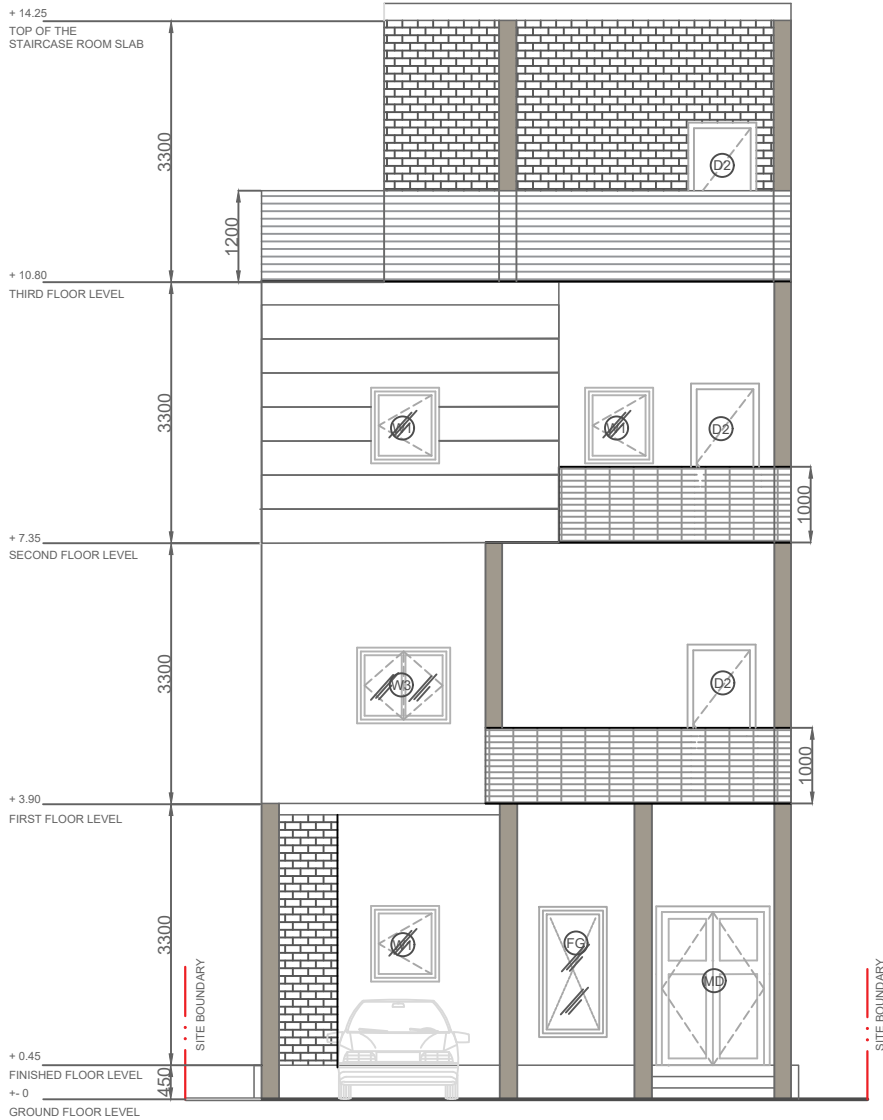 + 14.25
TOP OF THE
STAIRCASE ROOM SLAB
3300
D2
1200
+ 10.80
THIRD FLOOR LEVEL
3300
W1
W1
D2
1000
+ 7.35
SECOND FLOOR LEVEL
3300
W3
D2
1000
+ 3.90
FIRST FLOOR LEVEL
3300
W1
FG
MD
SITE BOUNDARY
SITE BOUNDARY
+ 0.45
FINISHED FLOOR LEVEL
450
+- 0
GROUND FLOOR LEVEL